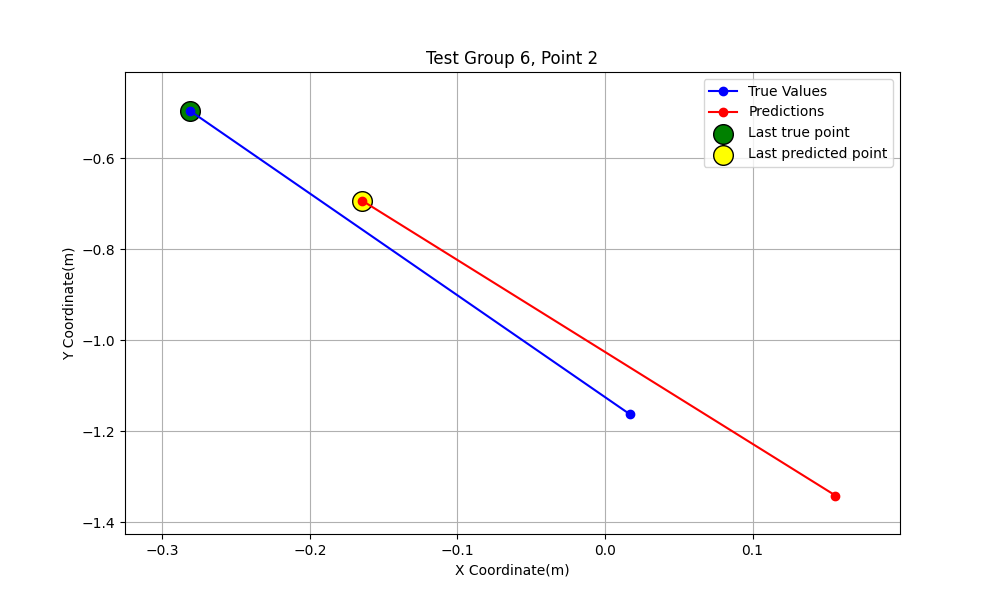 Test Group 6, Point 2
True Values
Predictions
Last true point
Last predicted point
Y Coordinate(m)
−0.6
−0.8
−1.0
−1.2
−1.4
−0.3
−0.2
−0.1
0.0
0.1
X Coordinate(m)